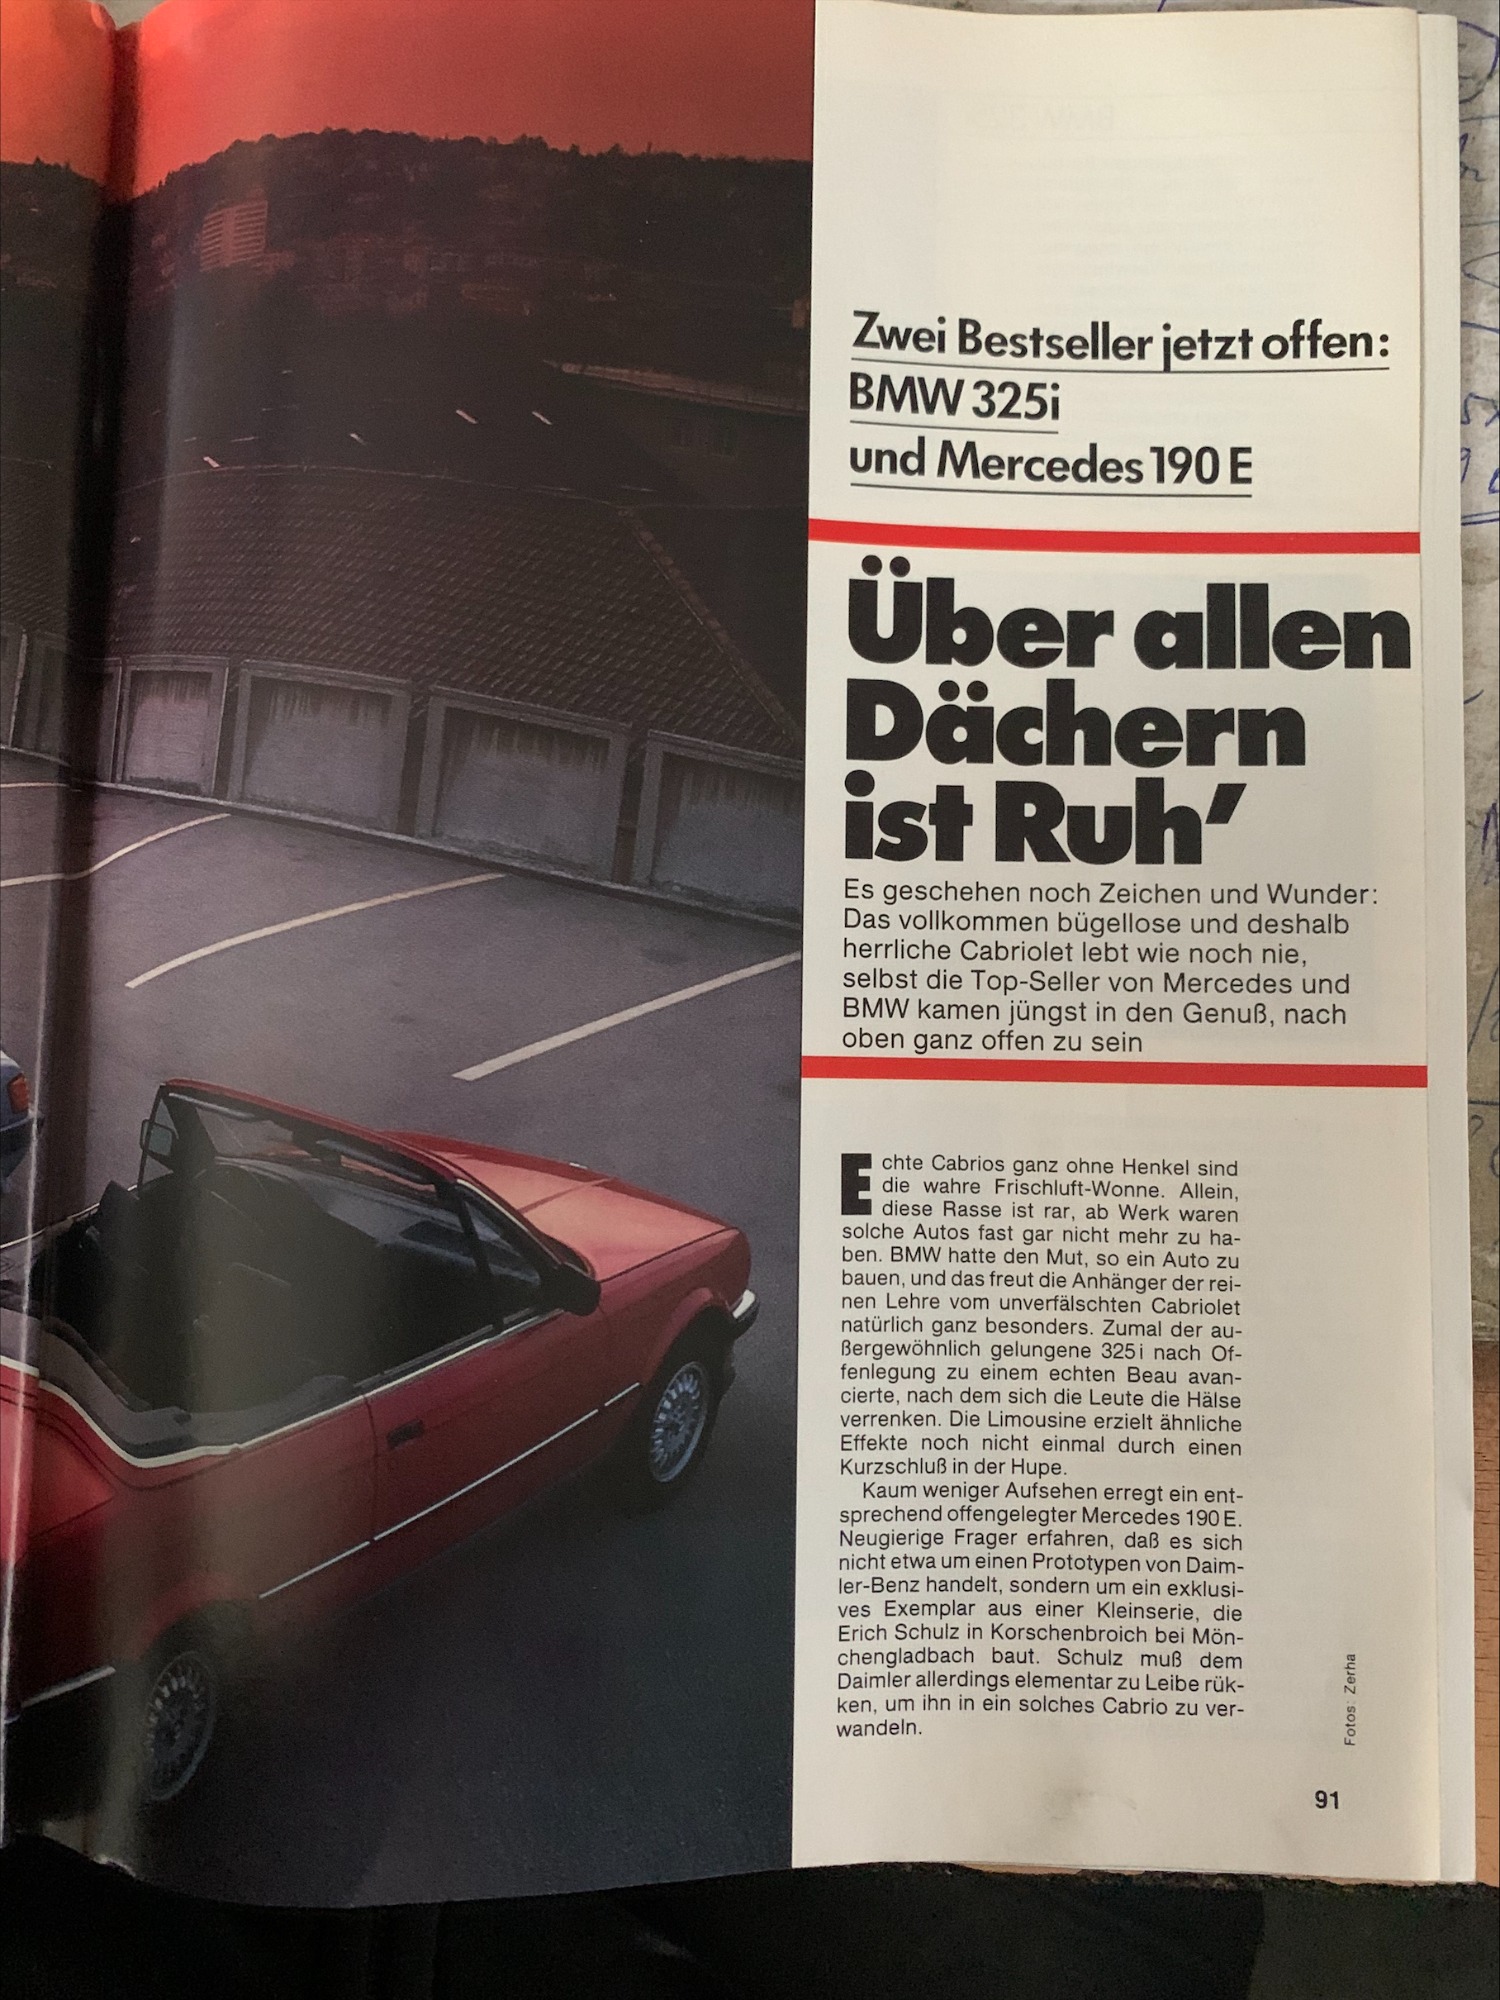 Zwei Bestseller jetzt offen:
BMW 325i
und Mercedes 190 E
Über allen
Dächern
ist Ruh’
Es geschehen noch Zeichen und Wunder:
Das vollkommen bügellose und deshalb
herrliche Cabriolet lebt wie noch nie,
selbst die Top-Seller von Mercedes und
BMW kamen jüngst in den Genuß, nach
oben ganz offen zu sein
Echte Cabrios ganz ohne Henkel sind
die wahre Frischluft-Wonne. Allein,
diese Rasse ist rar, ab Werk waren
solche Autos fast gar nicht mehr zu ha-
ben. BMW hatte den Mut, so ein Auto zu
bauen, und das freut die Anhänger der rei-
nen Lehre vom unverfälschten Cabriolet
natürlich ganz besonders. Zumal der au-
ßergewöhnlich gelungene 325i nach Of-
fenlegung zu einem echten Beau avan-
cierte, nach dem sich die Leute die Hälse
verrenken. Die Limousine erzielt ähnliche
Effekte noch nicht einmal durch einen
Kurzschluß in der Hupe.
Kaum weniger Aufsehen erregt ein ent-
sprechend offengelegter Mercedes 190 E.
Neugierige Frager erfahren, daß es sich
nicht etwa um einen Prototypen von Daim-
ler-Benz handelt, sondern um ein exklusi-
ves Exemplar aus einer Kleinserie, die
Erich Schulz in Korschenbroich bei Mön-
chengladbach baut. Schulz muß dem
Daimler allerdings elementar zu Leibe rük-
ken, um ihn in ein solches Cabrio zu ver-
wandeln.
Fotos: Zerha
91